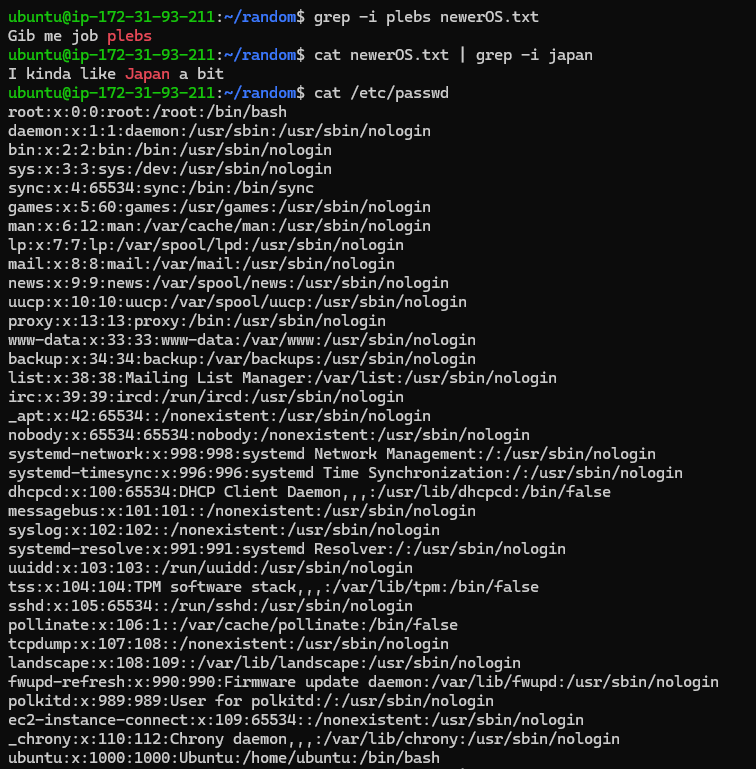 ubuntu@ip-172-31-93-211:~/random$ grep -i plebs newerOS.txt
Gib me job plebs
ubuntu@ip-172-31-93-211:~/random$ cat newerOS.txt | grep -i japan
I kinda like Japan a bit
ubuntu@ip-172-31-93-211:~/random$ cat /etc/passwd
root:x:0:0:root:/root:/bin/bash
daemon:x:1:1:daemon:/usr/sbin:/usr/sbin/nologin
bin:x:2:2:bin:/bin:/usr/sbin/nologin
sys:x:3:3:sys:/dev:/usr/sbin/nologin
sync:x:4:65534:sync:/bin:/bin/sync
games:x:5:60:games:/usr/games:/usr/sbin/nologin
man:x:6:12:man:/var/cache/man:/usr/sbin/nologin
lp:x:7:7:lp:/var/spool/lpd:/usr/sbin/nologin
mail:x:8:8:mail:/var/mail:/usr/sbin/nologin
news:x:9:9:news:/var/spool/news:/usr/sbin/nologin
uucp:x:10:10:uucp:/var/spool/uucp:/usr/sbin/nologin
proxy:x:13:13:proxy:/bin:/usr/sbin/nologin
www-data:x:33:33:www-data:/var/www:/usr/sbin/nologin
backup:x:34:34:backup:/var/backups:/usr/sbin/nologin
list:x:38:38:Mailing List Manager:/var/list:/usr/sbin/nologin
irc:x:39:39:ircd:/run/ircd:/usr/sbin/nologin
_apt:x:42:65534::/nonexistent:/usr/sbin/nologin
nobody:x:65534:65534:nobody:/nonexistent:/usr/sbin/nologin
systemd-network:x:998:998:systemd Network Management:/:/usr/sbin/nologin
systemd-timesync:x:996:996:systemd Time Synchronization:/:/usr/sbin/nologin
dhcpcd:x:100:65534:DHCP Client Daemon,,,:/usr/lib/dhcpcd:/bin/false
messagebus:x:101:101::/nonexistent:/usr/sbin/nologin
syslog:x:102:102::/nonexistent:/usr/sbin/nologin
systemd-resolve:x:991:991:systemd Resolver:/:/usr/sbin/nologin
uuidd:x:103:103::/run/uuidd:/usr/sbin/nologin
tss:x:104:104:TPM software stack,,,:/var/lib/tpm:/bin/false
sshd:x:105:65534::/run/sshd:/usr/sbin/nologin
pollinate:x:106:1::/var/cache/pollinate:/bin/false
tcpdump:x:107:108::/nonexistent:/usr/sbin/nologin
landscape:x:108:109::/var/lib/landscape:/usr/sbin/nologin
fwupd-refresh:x:990:990:Firmware update daemon:/var/lib/fwupd:/usr/sbin/nologin
polkitd:x:989:989:User for polkitd:/:/usr/sbin/nologin
ec2-instance-connect:x:109:65534::/nonexistent:/usr/sbin/nologin
_chrony:x:110:112:Chrony daemon,,,:/var/lib/chrony:/usr/sbin/nologin
ubuntu:x:1000:1000:Ubuntu:/home/ubuntu:/bin/bash